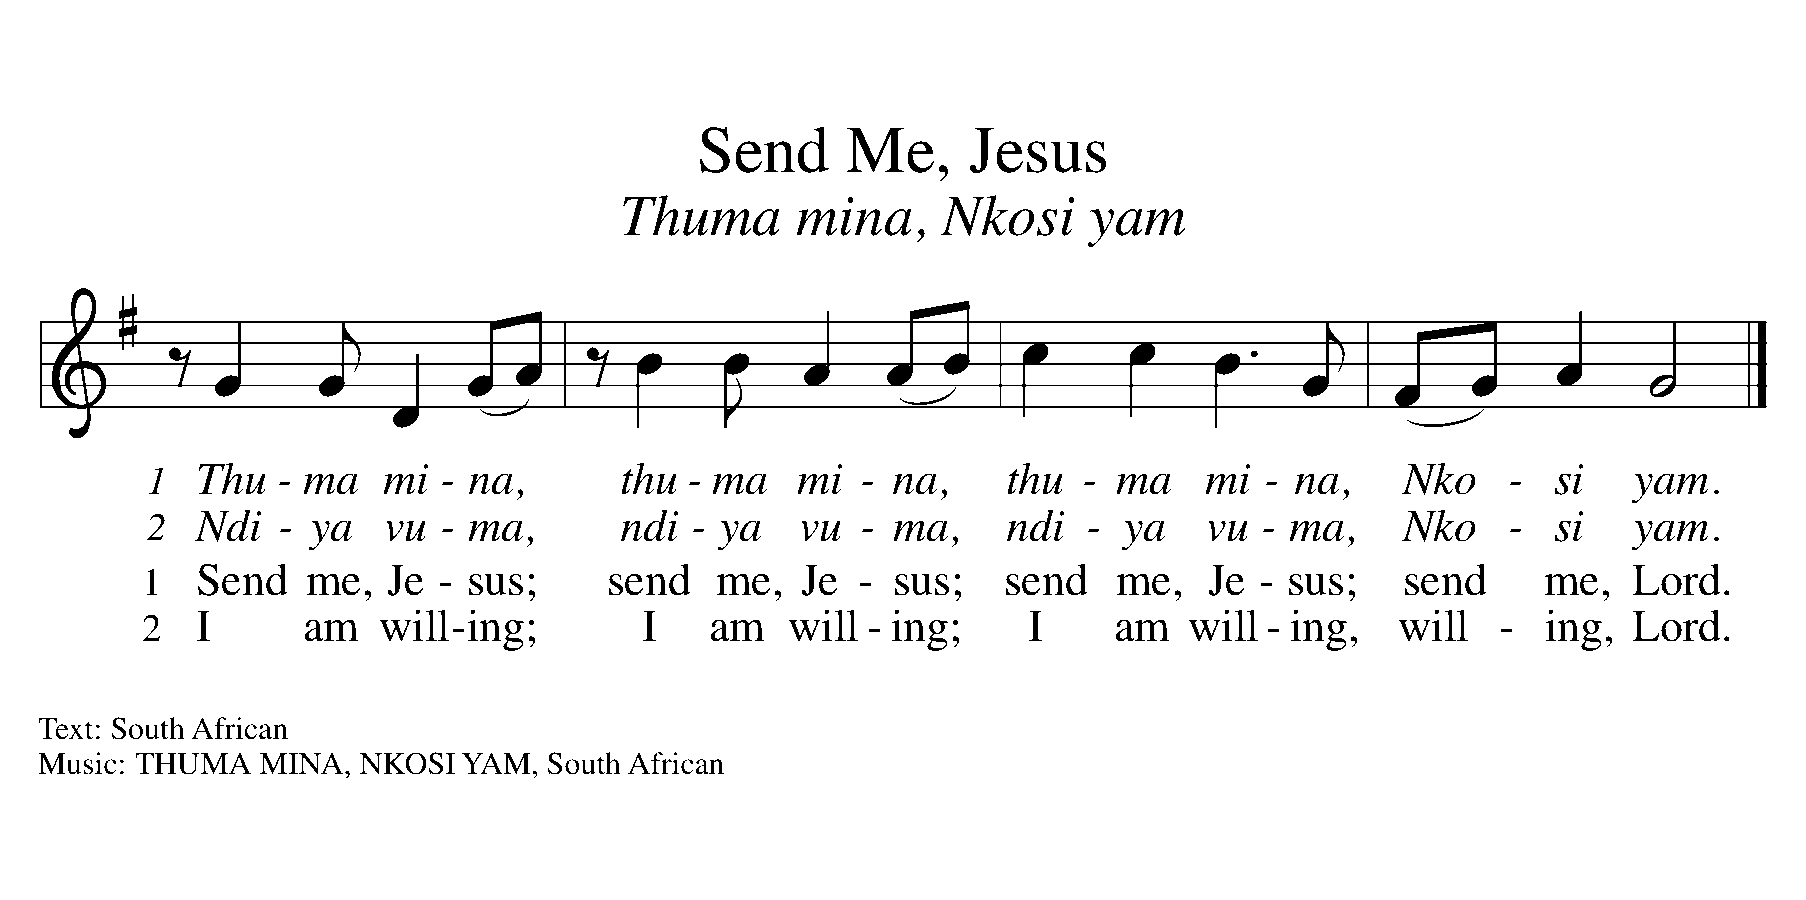 Send Me, Jesus
Thuma mina, Nkosi yam
1 Thu - ma mi - na, thu - ma mi - na, thu - ma mi - na, Nko - si yam.
2 Ndi - ya vu - ma, ndi - ya vu - ma, ndi - ya vu - ma, Nko - si yam.
1 Send me, Je - sus; send me, Je - sus; send me, Je - sus; send me, Lord.
2 I am will-ing; I am will - ing; I am will - ing, will - ing, Lord.
Text: South African
Music: THUMA MINA, NKOSI YAM, South African